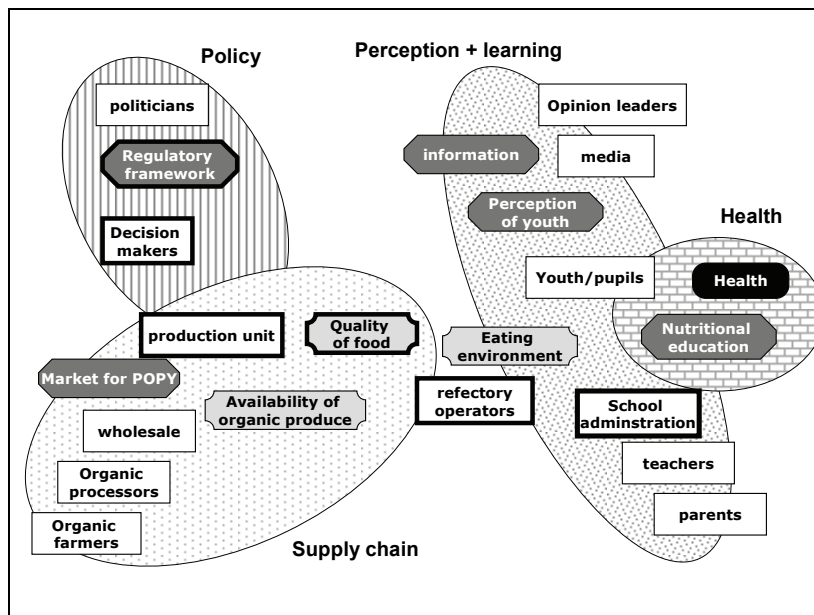 Policy
Perception + learning
politicians
Opinion leaders
Regulatory
framework
information
media
Perception
of youth
Decision
makers
Health
Youth/pupils
Health
production unit
Quality
of food
Eating
environment
Nutritional
education
Market for POPY
Availability of
organic produce
refectory
operators
School
adminstration
wholesale
teachers
Organic
processors
parents
Organic
farmers
Supply chain